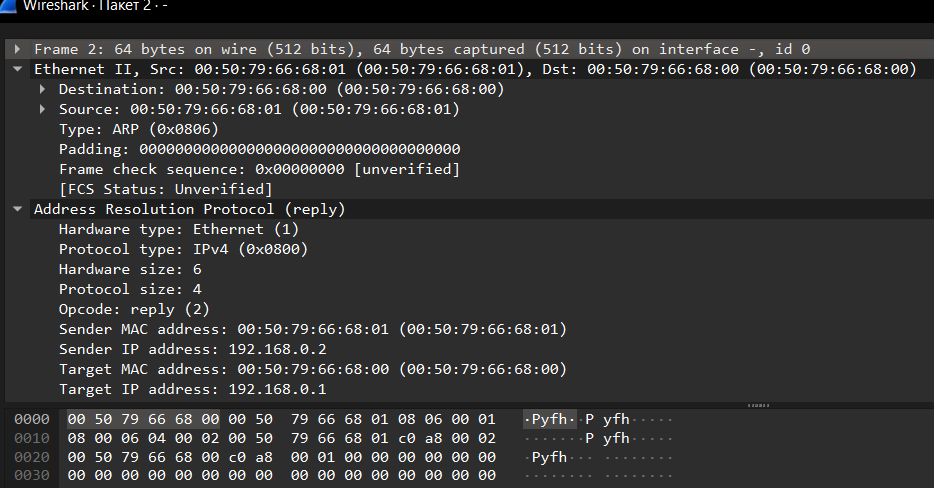 Wireshark · Пакет 2 · -
Frame 2: 64 bytes on wire (512 bits), 64 bytes captured (512 bits) on interface -, id 0
Ethernet II, Src: 00:50:79:66:68:01 (00:50:79:66:68:01), Dst: 00:50:79:66:68:00 (00:50:79:66:68:00)
Destination: 00:50:79:66:68:00 (00:50:79:66:68:00)
Source: 00:50:79:66:68:01 (00:50:79:66:68:01)
Type: ARP (0x0806)
Padding: 000000000000000000000000000000000000
Frame check sequence: 0x00000000 [unverified]
[FCS Status: Unverified]
Address Resolution Protocol (reply)
Hardware type: Ethernet (1)
Protocol type: IPv4 (0x0800)
Hardware size: 6
Protocol size: 4
Opcode: reply (2)
Sender MAC address: 00:50:79:66:68:01 (00:50:79:66:68:01)
Sender IP address: 192.168.0.2
Target MAC address: 00:50:79:66:68:00 (00:50:79:66:68:00)
Target IP address: 192.168.0.1
0000 00 50 79 66 68 00 00 50 79 66 68 01 08 06 00 01 ·Pyfh··P yfh·····
0010 08 00 06 04 00 02 00 50 79 66 68 01 c0 a8 00 02 ·······P yfh·····
0020 00 50 79 66 68 00 c0 a8 00 01 00 00 00 00 00 00 ·Pyfh··· ········
0030 00 00 00 00 00 00 00 00 00 00 00 00 00 00 00 00 ········ ········